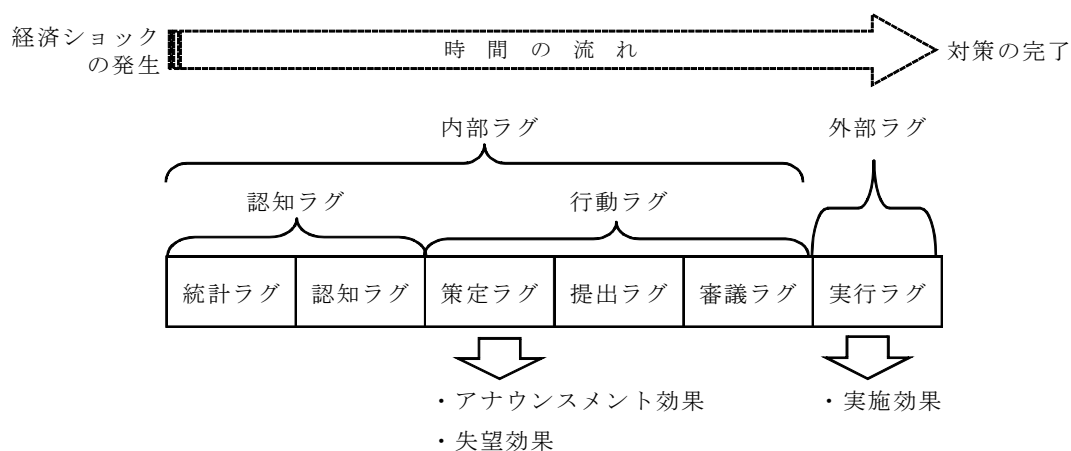 経済ショック
の発生
時間の流れ
対策の完了
内部ラグ
外部ラグ
認知ラグ
行動ラグ
統計ラグ
認知ラグ
策定ラグ
提出ラグ
審議ラグ
実行ラグ
・アナウンスメント効果
・失望効果
・実施効果